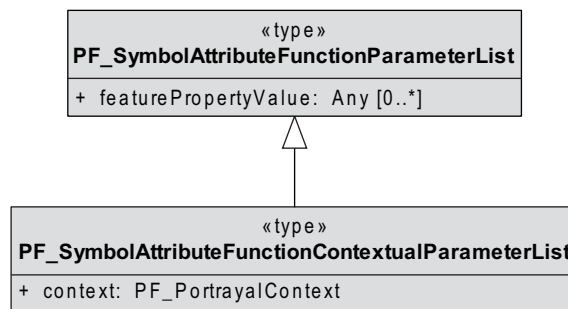 «type»
PF_SymbolAttributeFunctionParameterList
+ featurePropertyValue: Any [0..*]
«type»
PF_SymbolAttributeFunctionContextualParameterList
+ context: PF_PortrayalContext